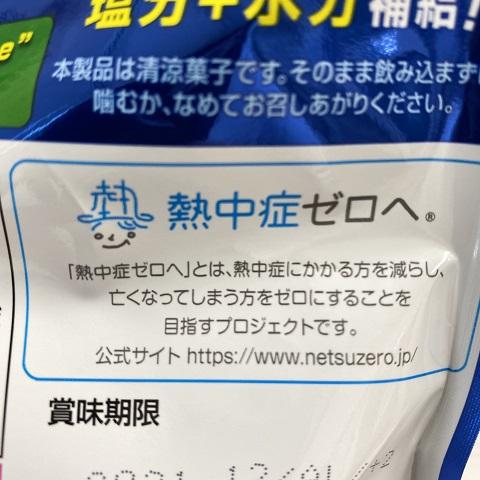 塩分+水分補給!
e”
本製品は清涼菓子です。そのまま飲み込まずに
噛むか、なめてお召しあがりください。
熱 熱中症ゼロへ®
「熱中症ゼロへ」とは、熱中症にかかる方を減らし、
亡くなってしまう方をゼロにすることを
目指すプロジェクトです。
公式サイト https://www.netsuzero.jp/
賞味期限